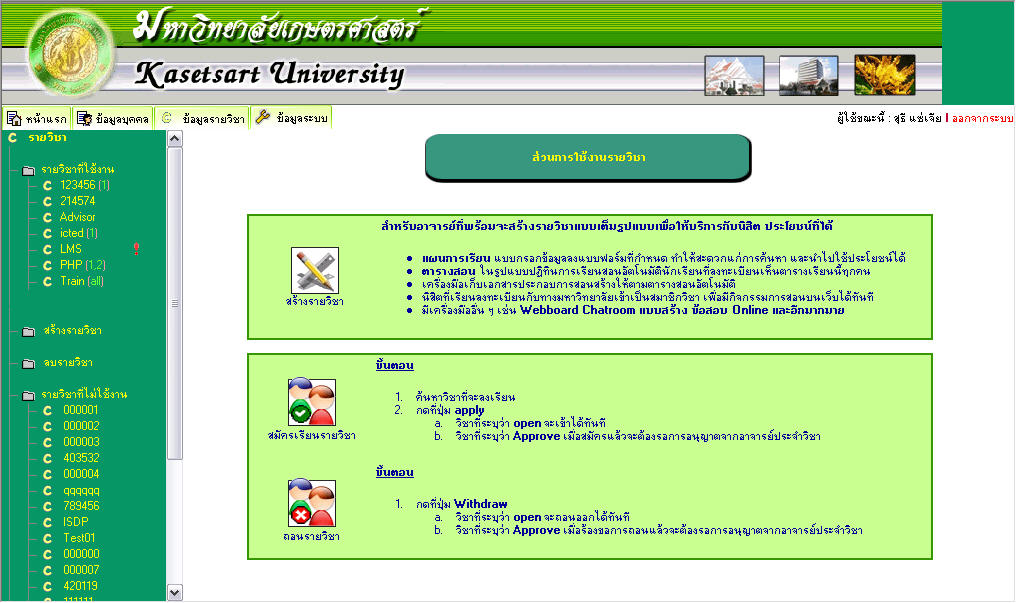 มหาวิทยาลัยเกษตรศาสตร์
Kasetsart University
หน้าแรก ข้อมูลบุคคล ข้อมูลรายวิชา ข้อมูลระบบ
ผู้ใช้ขณะนี้ : สุธี แซ่เจีย | ออกจากระบบ
รายวิชา
รายวิชาที่ใช้งาน
123456 (1)
214574
Advisor
icted (1)
LMS
PHP (1,2)
Train (all)
สร้างรายวิชา
ลบรายวิชา
รายวิชาที่ไม่ใช้งาน
000001
000002
000003
403532
000004
qqqqqq
789456
ISDP
Test01
000000
000007
420119
111111
ส่วนการใช้งานรายวิชา
สำหรับอาจารย์ที่พร้อมจะสร้างรายวิชาแบบเต็มรูปแบบเพื่อให้บริการกับนิสิต ประโยชน์ที่ได้
สร้างรายวิชา
แผนการเรียน แบบกรอกข้อมูลลงแบบฟอร์มที่กำหนด ทำให้สะดวกแก่การค้นหา และนำไปใช้ประโยชน์ได้
ตารางสอน ในรูปแบบปฏิทินการเรียนสอนอัตโนมัตินักเรียนที่ลงทะเบียนเห็นตารางเรียนนี้ทุกคน
เครื่องมือเก็บเอกสารประกอบการสอนสร้างให้ตามตารางสอนอัตโนมัติ
นิสิตที่เรียนลงทะเบียนกับทางมหาวิทยาลัยเข้าเป็นสมาชิกวิชา เพื่อมีกิจกรรมการสอนบนเว็บได้ทันที
มีเครื่องมืออื่น ๆ เช่น Webboard Chatroom แบบสร้าง ข้อสอบ Online และอีกมากมาย
สมัครเรียนรายวิชา
ขั้นตอน
1. ค้นหาวิชาที่จะลงเรียน
2. กดที่ปุ่ม apply
a. วิชาที่ระบุว่า open จะเข้าได้ทันที
b. วิชาที่ระบุว่า Approve เมื่อสมัครแล้วจะต้องรอการอนุญาตจากอาจารย์ประจำวิชา
ถอนรายวิชา
ขั้นตอน
1. กดที่ปุ่ม Withdraw
a. วิชาที่ระบุว่า open จะถอนออกได้ทันที
b. วิชาที่ระบุว่า Approve เมื่อร้องขอการถอนแล้วจะต้องรอการอนุญาตจากอาจารย์ประจำวิชา